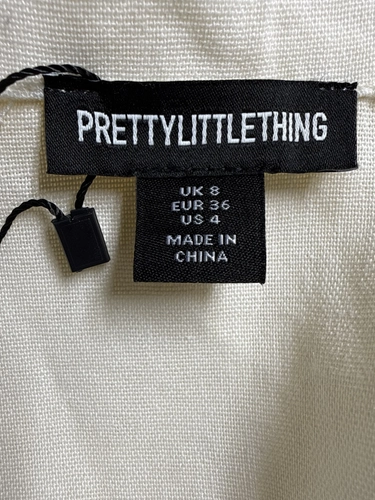 PRETTYLITTLETHING
UK 8
EUR 36
US 4
MADE IN
CHINA